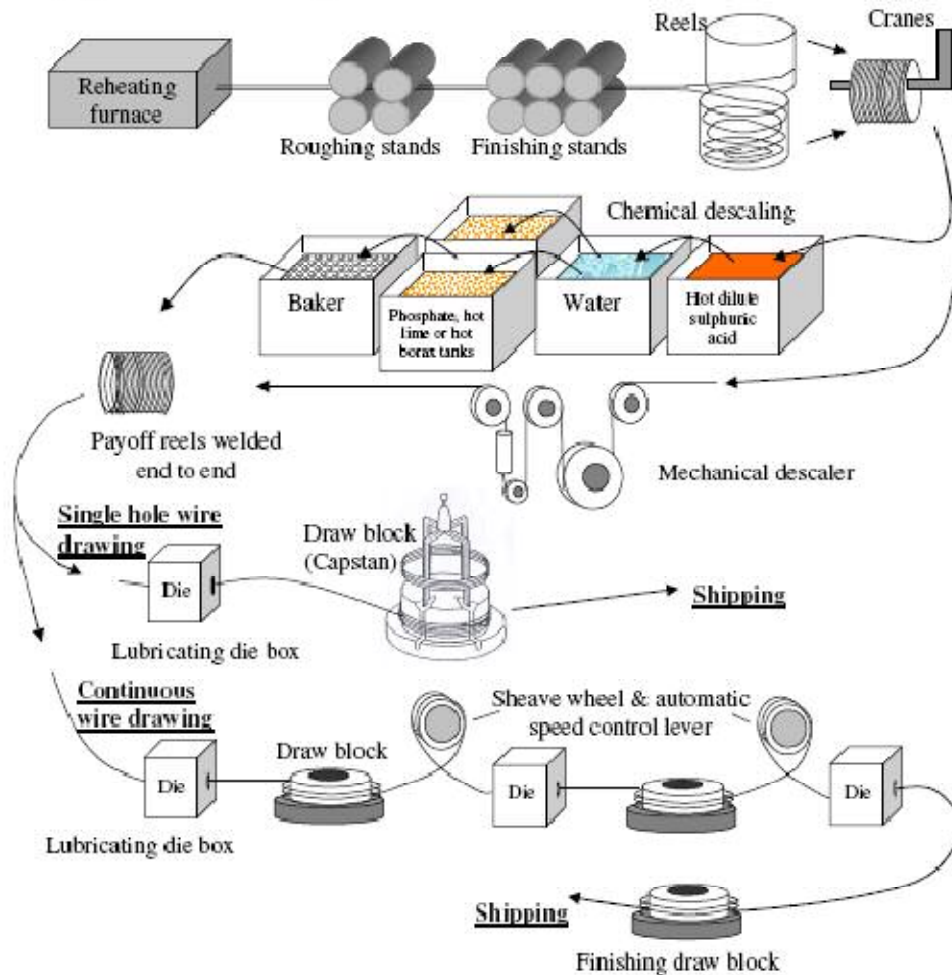 Reels
Cranes
Reheating
furnace
Roughing stands
Finishing stands
Chemical descaling
Baker
Phosphate, hot
lime or hot
borax tanks
Water
Hot dilute
sulphuric
acid
Payoff reels welded
end to end
Mechanical descaler
Single hole wire
drawing
Die
Draw block
(Capstan)
Shipping
Lubricating die box
Continuous
wire drawing
Sheave wheel & automatic
speed control lever
Draw block
Die
Die
Die
Lubricating die box
Shipping
Finishing draw block